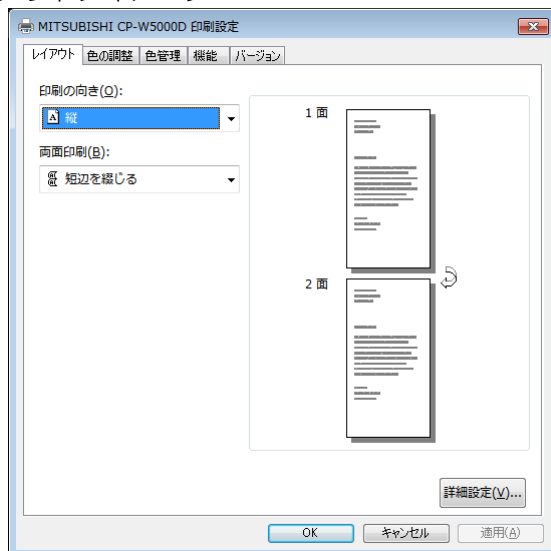 MITSUBISHI CP-W5000D 印刷設定
レイアウト 色の調整 色管理 機能 バージョン
印刷の向き(O):
縦
両面印刷(B):
短辺を綴じる
1 面
2 面
詳細設定(V)...
OK キャンセル 適用(A)